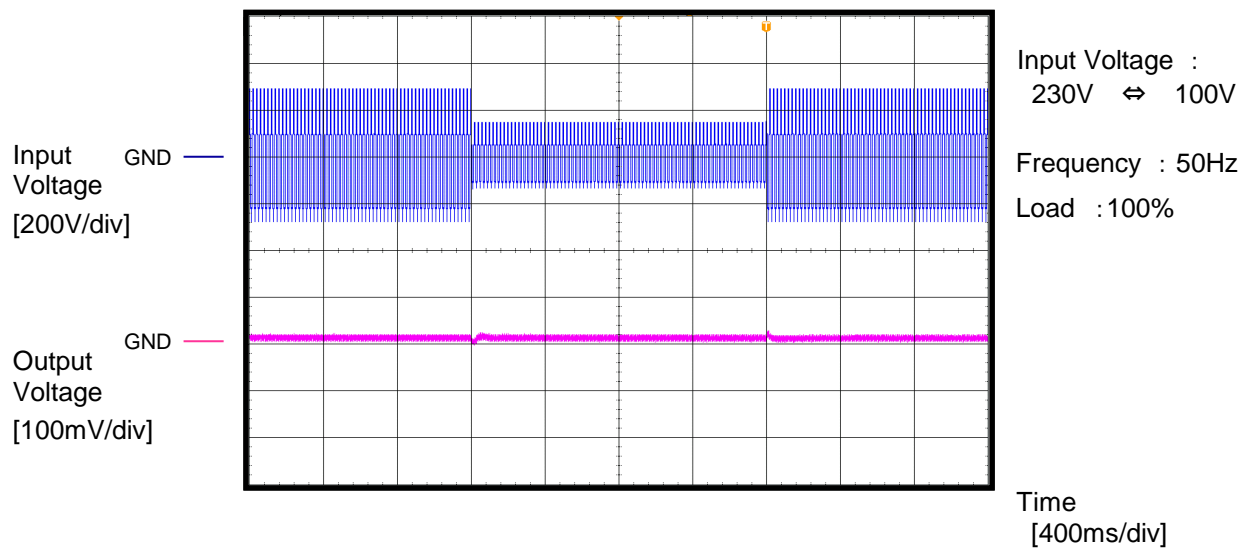 Input Voltage :
230V ⇔ 100V
Frequency : 50Hz
Load :100%
Input
Voltage
[200V/div]
GND
T
GND
Output
Voltage
[100mV/div]
Time
[400ms/div]